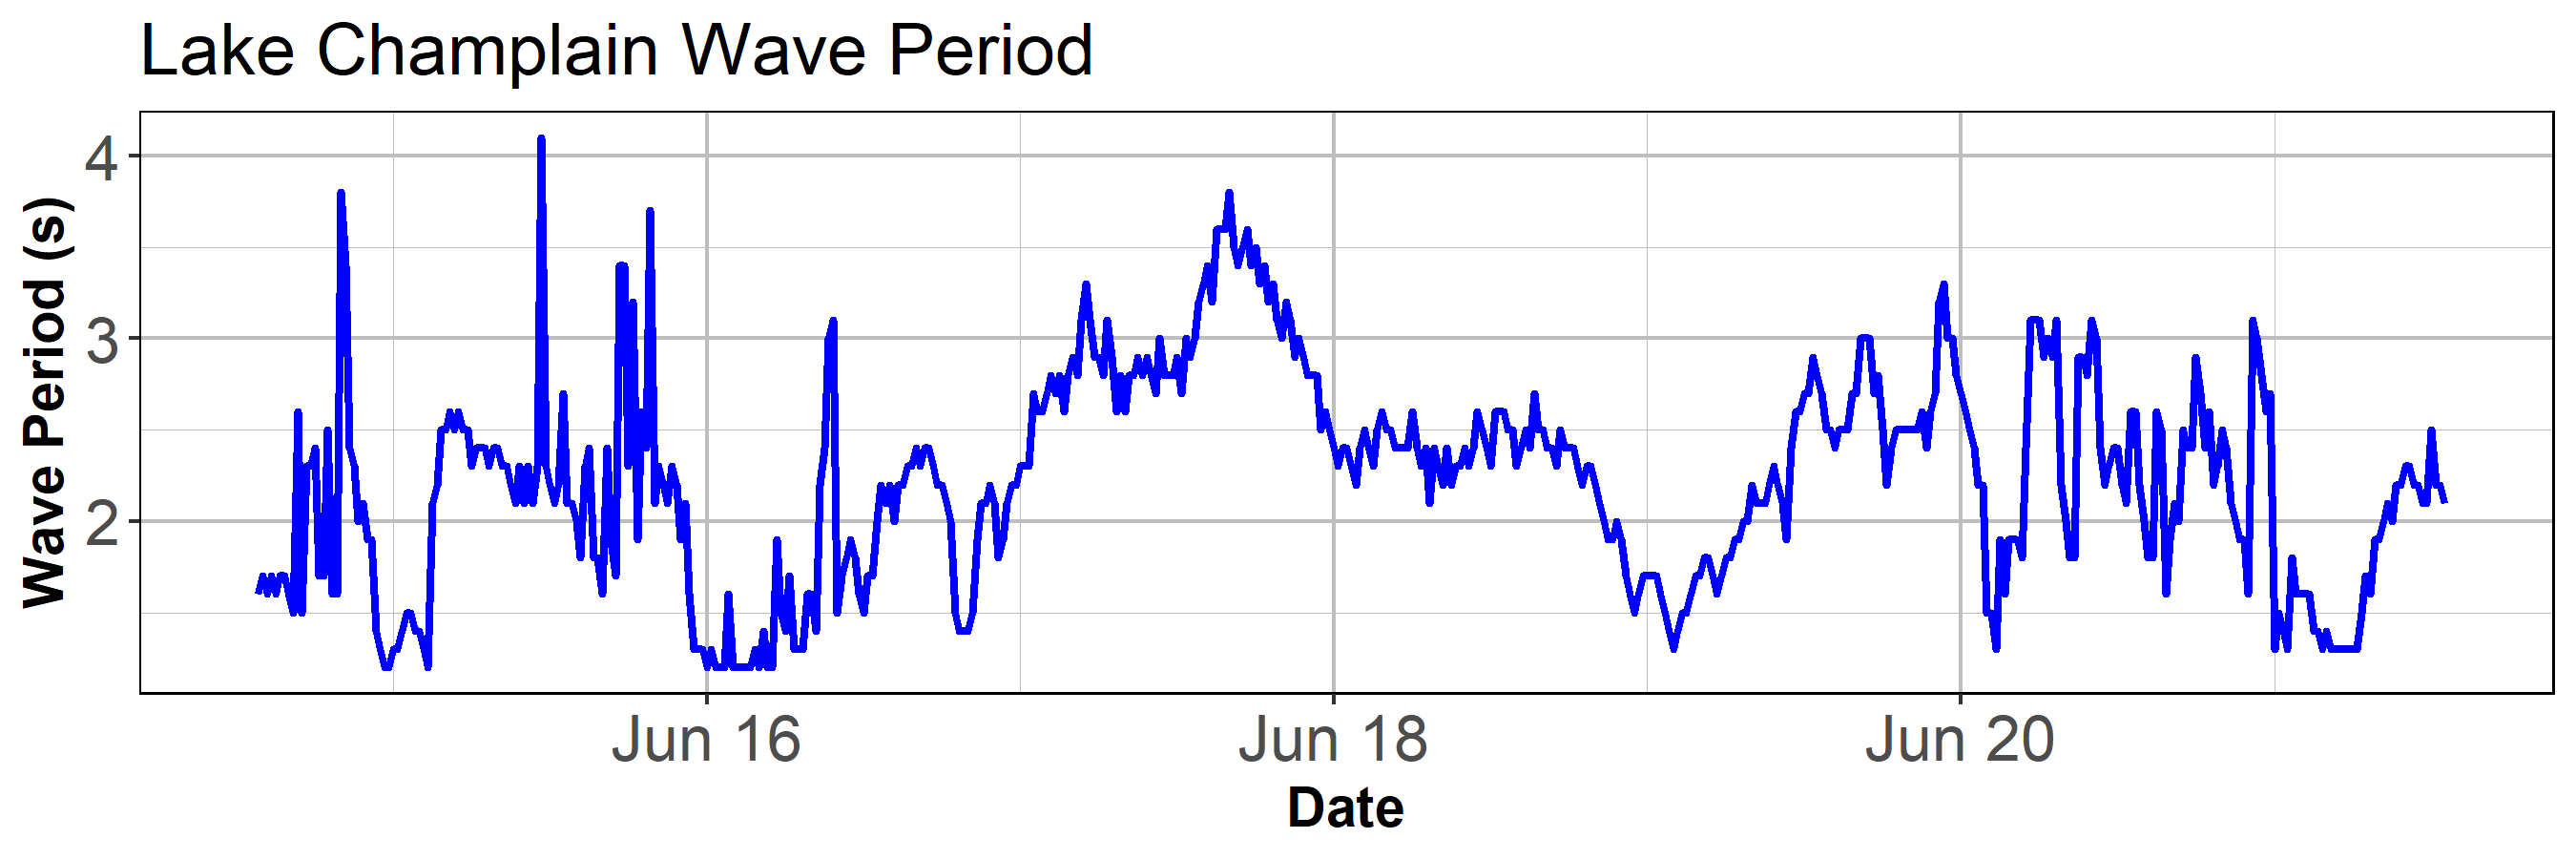 Lake Champlain Wave Period
Wave Period (s)
4
3
2
Jun 16
Jun 18
Jun 20
Date